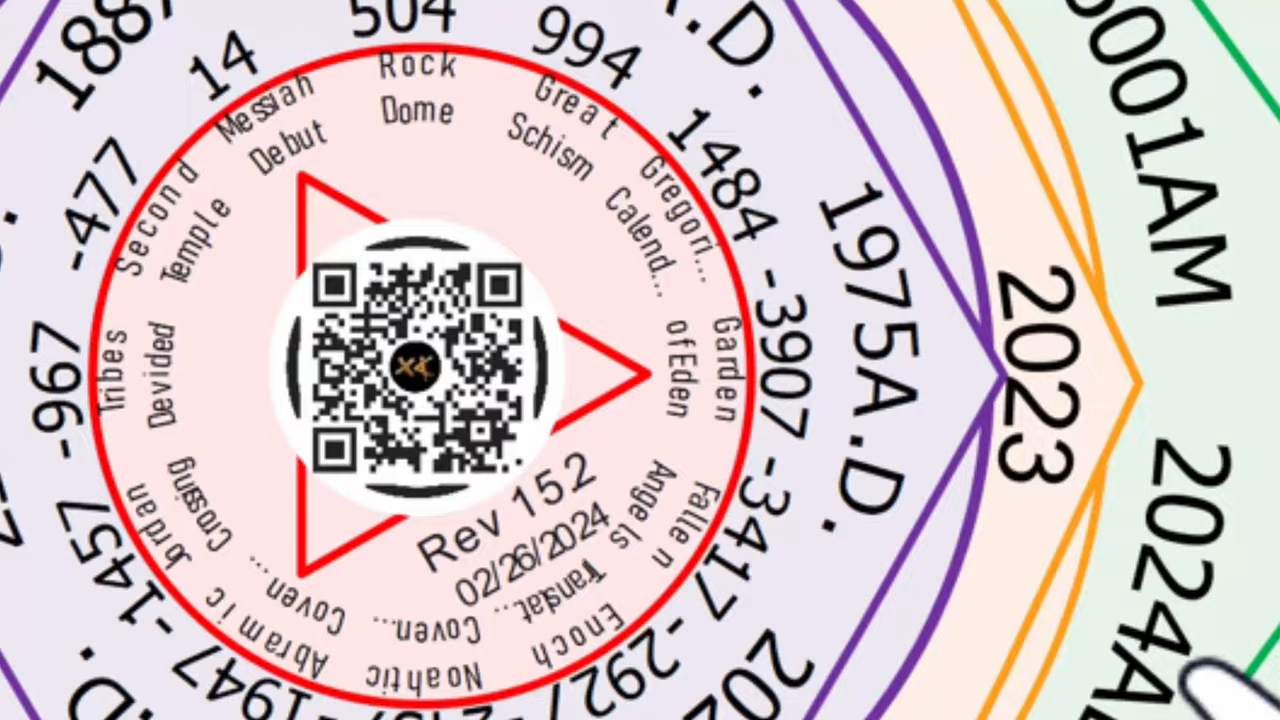 504
994
1484
-3907
-3417
-2927
-1947
-1457
-967
-477
14
Rock
Dome
Great
Schism
Gregori...
Calend...
Garden
ofEden
Fallen
Angels
Enoch
Translat...
Noahtic
Coven...
Abramic
Coven...
Jordan
Crossing
Tribes
Devided
Second
Temple
Messiah
Debut
Rev 152
02/26/2024
1975A.D.
2023
2024A